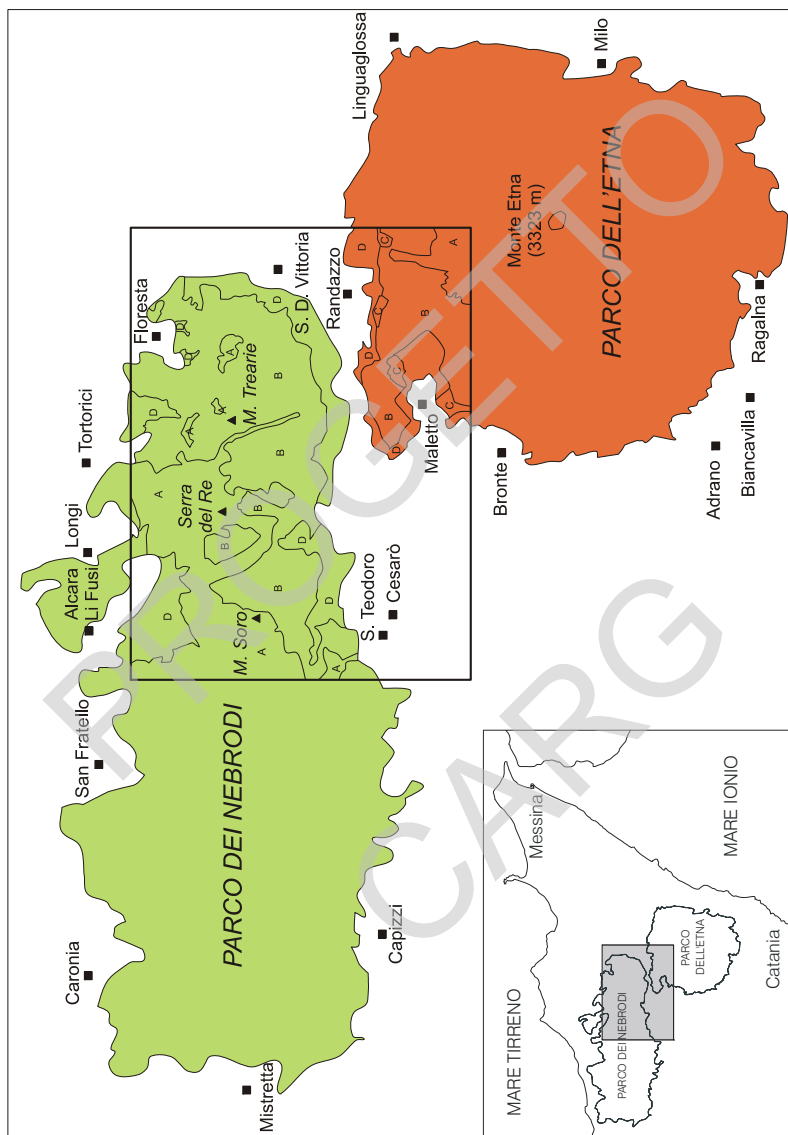 Caronia
San Fratello
Alcara
Li Fusi
Longi
Tortorici
Floresta
Linguaglossa
Mistretta
PARCO DEI NEBRODI
Capizzi
M. Soro
Serra
del Re
M. Trearie
S. D. Vittoria
Randazzo
S. Teodoro
Cesarò
Maletto
Bronte
Milo
Monte Etna
(3323 m)
PARCO DELL'ETNA
Adrano
Biancavilla
Ragalna
D
A
D
D
D
A
A
A
B
D
B
B
B
B
A
D
A
D
D
C
C
D
B
D
C
B
C
A
MARE TIRRENO
Messina
MARE IONIO
PARCO DEI NEBRODI
PARCO
DELL'ETNA
Catania
PROGETTO
CARG